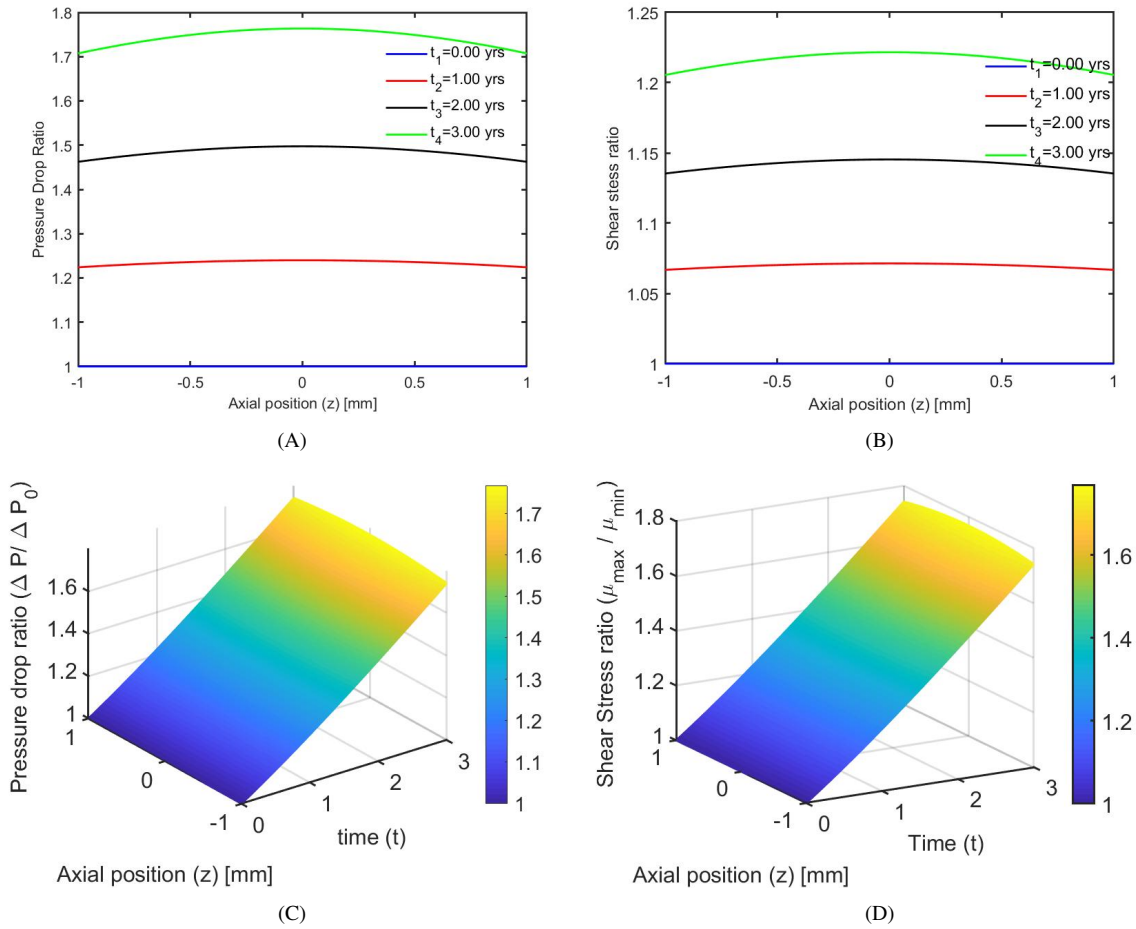 1.8
1.7
1.6
1.5
1.4
1.3
1.2
1.1
1
-1
-0.5
0
0.5
1
Pressure Drop Ratio
Axial position (z) [mm]
t1=0.00 yrs
t2=1.00 yrs
t3=2.00 yrs
t4=3.00 yrs
(A)
1.25
1.2
1.15
1.1
1.05
1
-1
-0.5
0
0.5
1
Shear stess ratio
Axial position (z) [mm]
t1=0.00 yrs
t2=1.00 yrs
t3=2.00 yrs
t4=3.00 yrs
(B)
Pressure drop ratio (Δ P/ Δ P0)
1.6
1.4
1.2
1
1
0
-1
0
1
2
3
time (t)
Axial position (z) [mm]
1.7
1.6
1.5
1.4
1.3
1.2
1.1
1
(C)
Shear Stress ratio (μmax / μmin)
1.8
1.6
1.4
1.2
1
1
0
-1
0
1
2
3
Time (t)
Axial position (z) [mm]
1.6
1.4
1.2
1
(D)